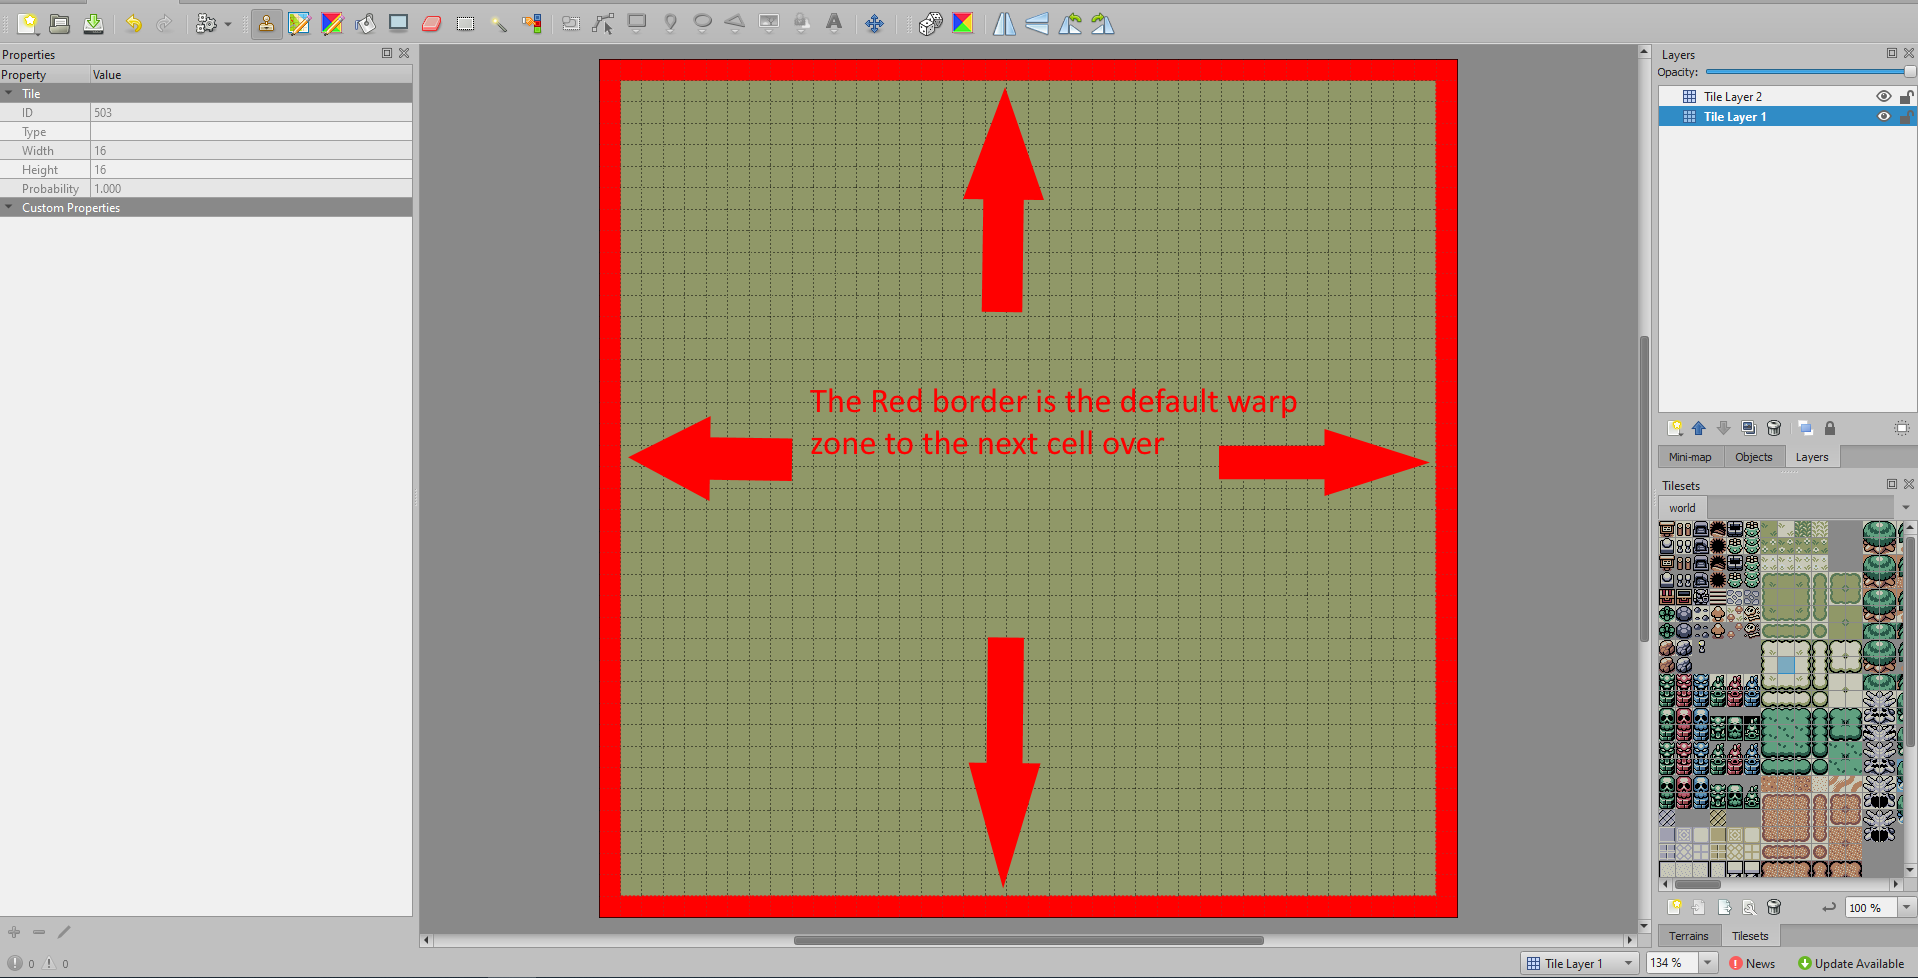 Properties
Layers
Property Value
Opacity:
Tile
ID 503
Type
Width 16
Height 16
Probability 1.000
Custom Properties
Tile Layer 2
Tile Layer 1
The Red border is the default warp
zone to the next cell over
Mini-map Objects Layers
Tilesets
world
100 %
Terrains Tilesets
0 0
Tile Layer 1 134 % News Update Available